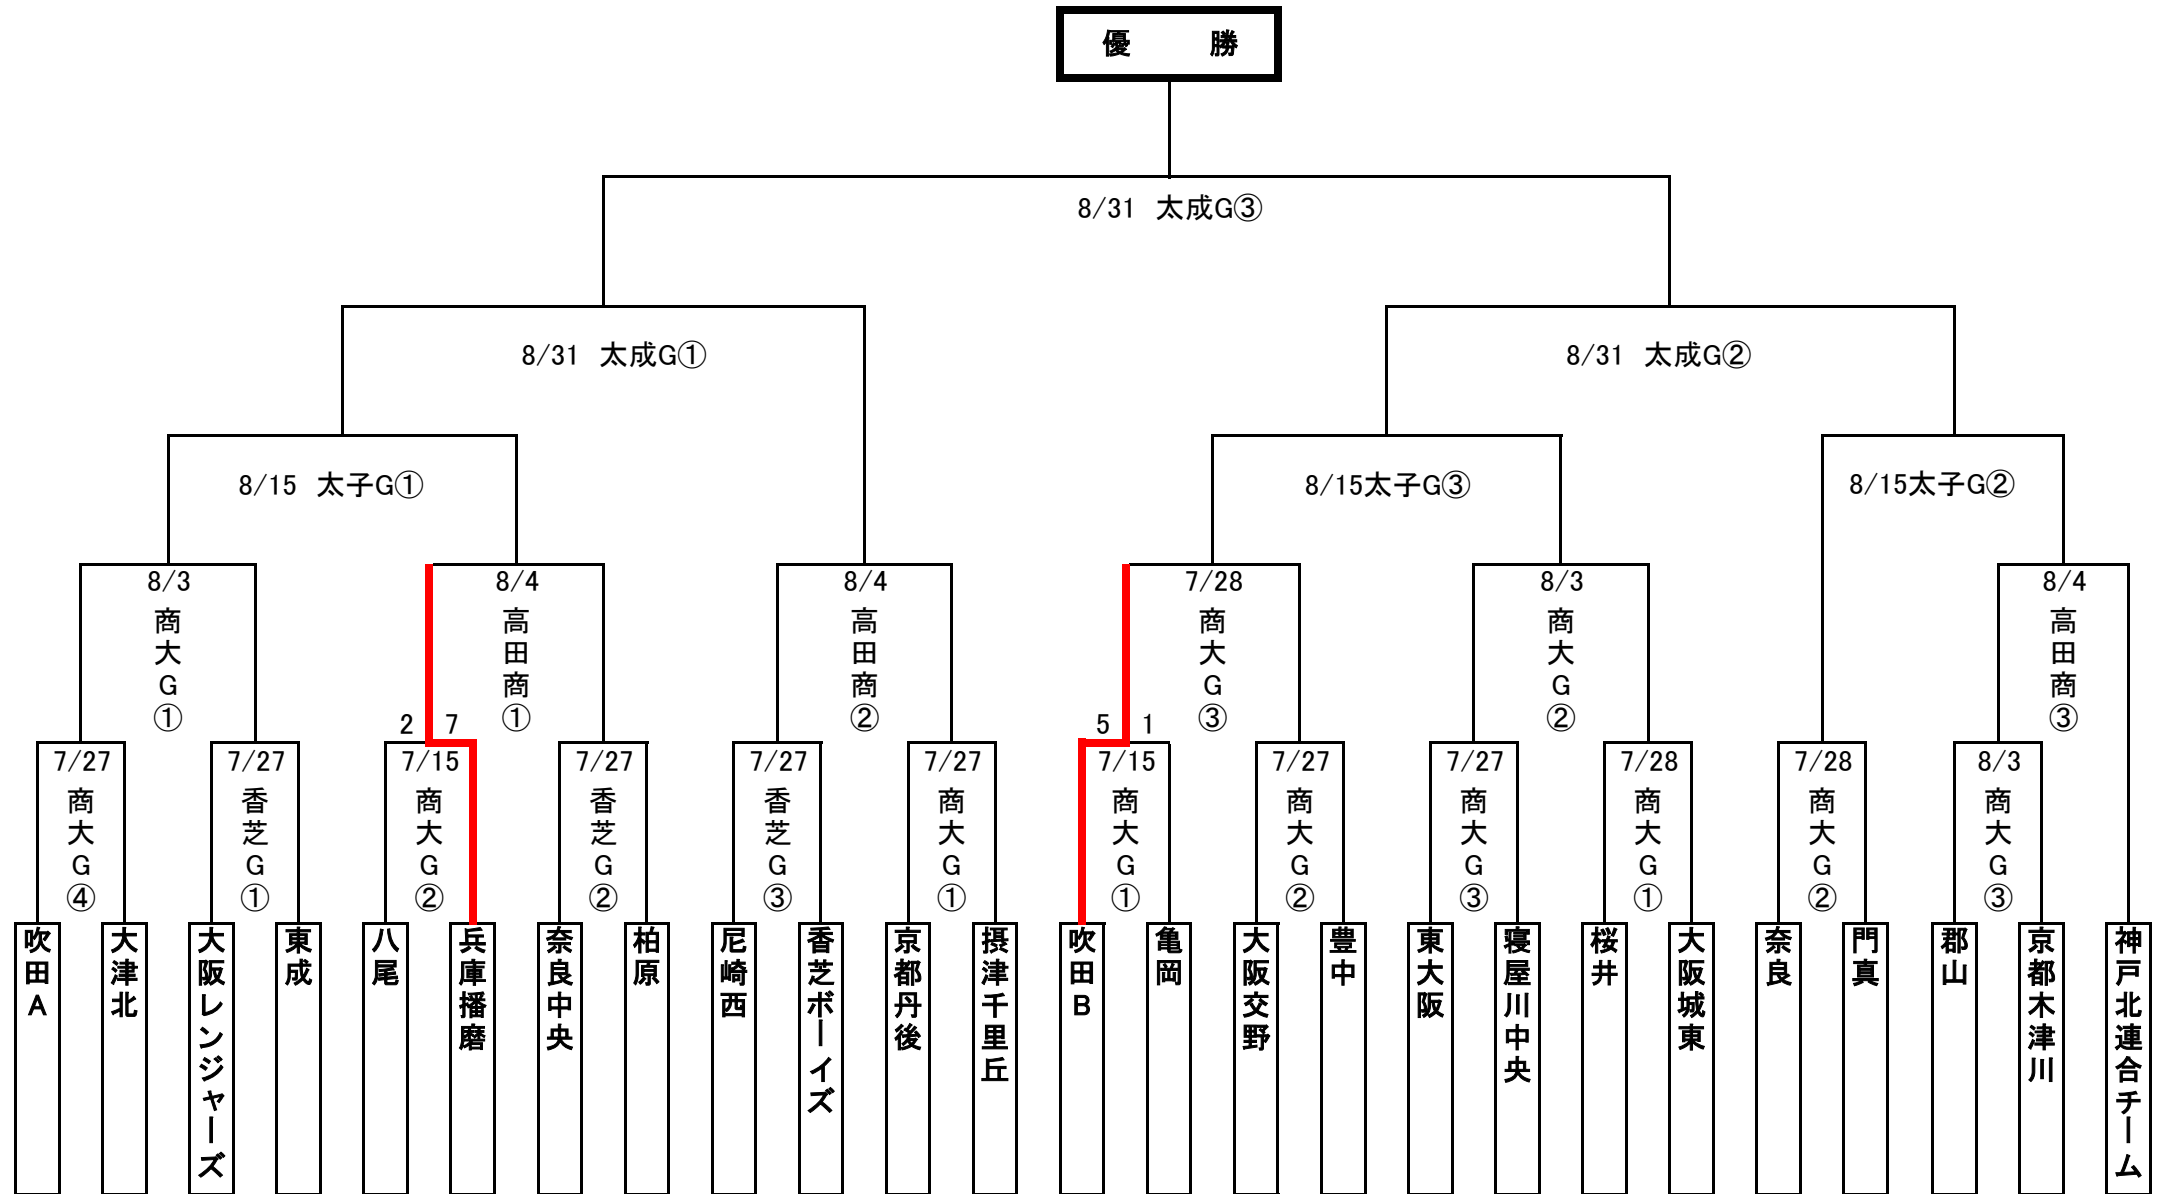 優　勝
8/31 太成G③
8/31 太成G①
8/31 太成G②
8/15 太子G①
8/15太子G③
8/15太子G②
8/3
商大G①
8/4
高田商①
8/4
高田商②
7/28
商大G③
8/3
商大G②
8/4
高田商③
2 7
5 1
7/27
商大G④
7/27
香芝G①
7/15
商大G②
7/27
香芝G②
7/27
香芝G③
7/27
商大G①
7/15
商大G①
7/27
商大G②
7/27
商大G③
7/28
商大G①
7/28
商大G②
8/3
商大G③
吹田A
大津北
大阪レンジャーズ
東成
八尾
兵庫播磨
奈良中央
柏原
尼崎西
香芝ボーイズ
京都丹後
摂津千里丘
吹田B
亀岡
大阪交野
豊中
東大阪
寝屋川中央
桜井
大阪城東
奈良
門真
郡山
京都木津川
神戸北連合チーム